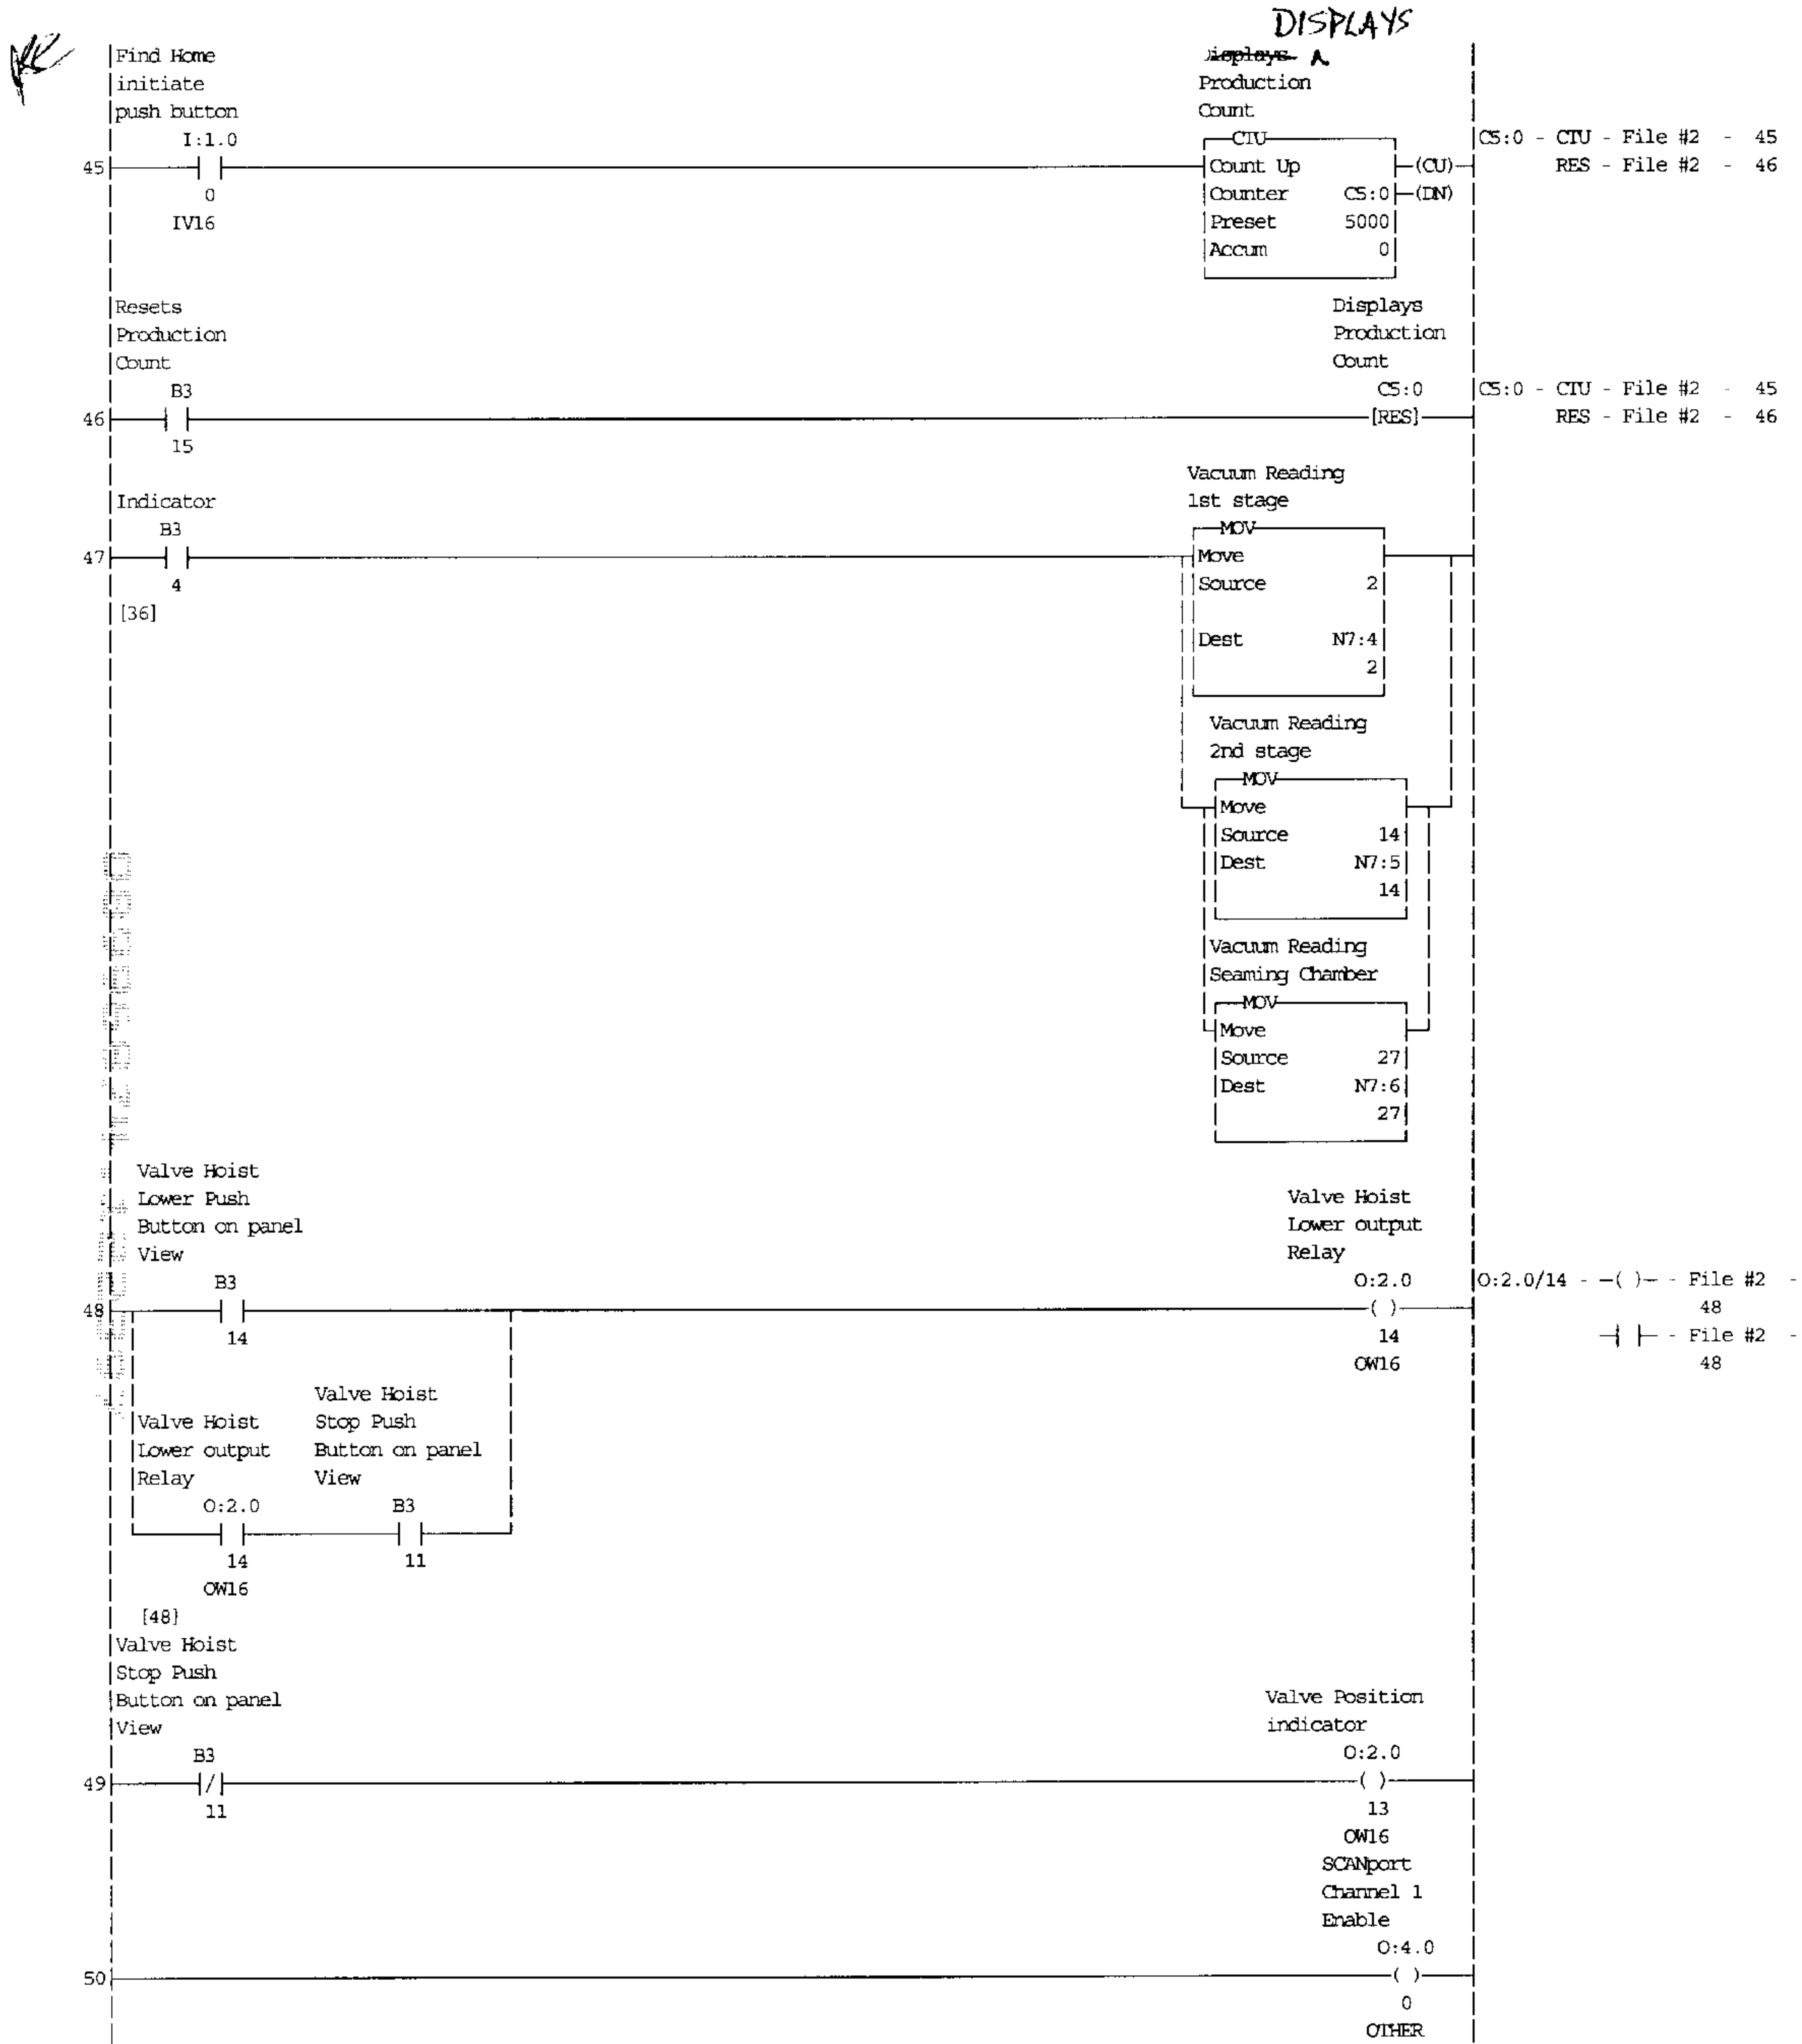 DISPLAYS
Find Home
initiate
push button
I:1.0
45
0
IV16
Production
Count
CTU
Count Up (CU)
Counter C5:0 (DN)
Preset 5000
Accum 0
C5:0 - CTU - File #2 - 45
RES - File #2 - 46
Resets
Production
Count
B3
46
15
Displays
Production
Count
C5:0
[RES]
C5:0 - CTU - File #2 - 45
RES - File #2 - 46
Indicator
B3
47
4
[36]
Vacuum Reading
1st stage
MOV
Move
Source 2
Dest N7:4
2
Vacuum Reading
2nd stage
MOV
Move
Source 14
Dest N7:5
14
Vacuum Reading
Seaming Chamber
MOV
Move
Source 27
Dest N7:6
27
Valve Hoist
Lower Push
Button on panel
View
B3
48
14
Valve Hoist
Lower output
Relay
O:2.0
( )
14
OW16
O:2.0/14 - -( )- - File #2 -
48
-| |- - File #2 -
48
Valve Hoist
Lower output
Relay
O:2.0
14
OW16
[48]
Valve Hoist
Stop Push
Button on panel
View
B3
11
Valve Hoist
Stop Push
Button on panel
View
B3
49
/
11
Valve Position
indicator
O:2.0
( )
13
OW16
SCANport
Channel 1
Enable
O:4.0
50
( )
0
OTHER